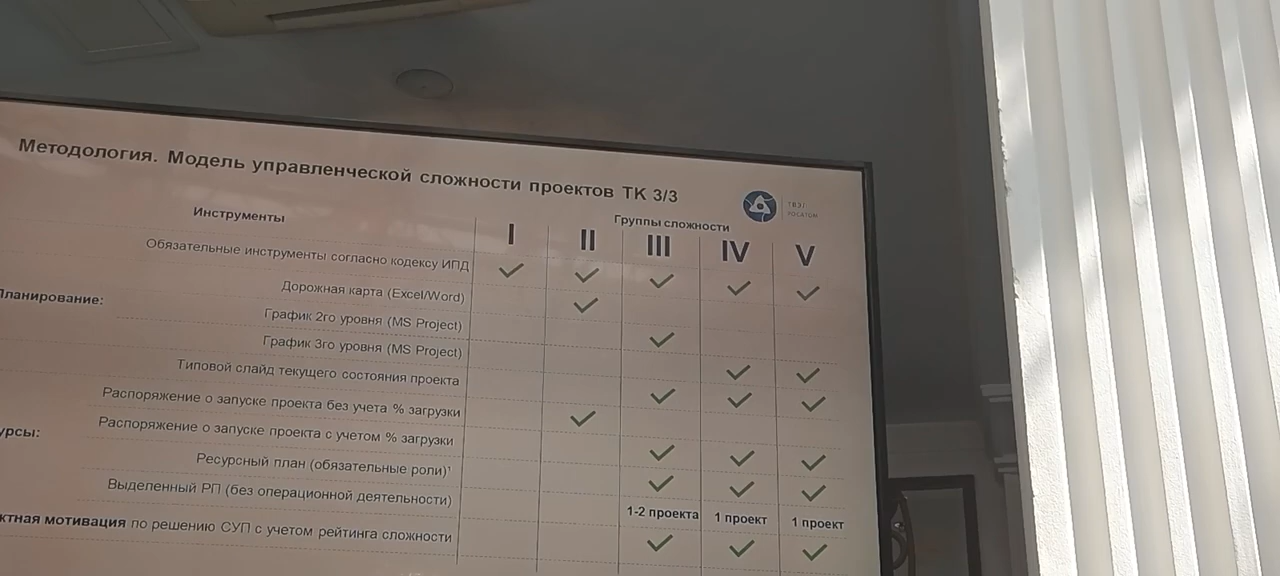 Методология. Модель управленческой сложности проектов ТК 3/3
ТВЭЛ
РОСАТОМ
Инструменты
Группы сложности
I II III IV V
Обязательные инструменты согласно кодексу ИПД ✓ ✓ ✓ ✓ ✓
Дорожная карта (Excel/Word) ✓
Планирование:
График 2го уровня (MS Project) ✓
График 3го уровня (MS Project) ✓ ✓
Типовой слайд текущего состояния проекта ✓ ✓ ✓
Распоряжение о запуске проекта без учета % загрузки ✓
урсы:
Распоряжение о запуске проекта с учетом % загрузки ✓ ✓ ✓
Ресурсный план (обязательные роли)¹ ✓ ✓ ✓
Выделенный РП (без операционной деятельности) 1-2 проекта 1 проект 1 проект
ктная мотивация по решению СУП с учетом рейтинга сложности ✓ ✓ ✓